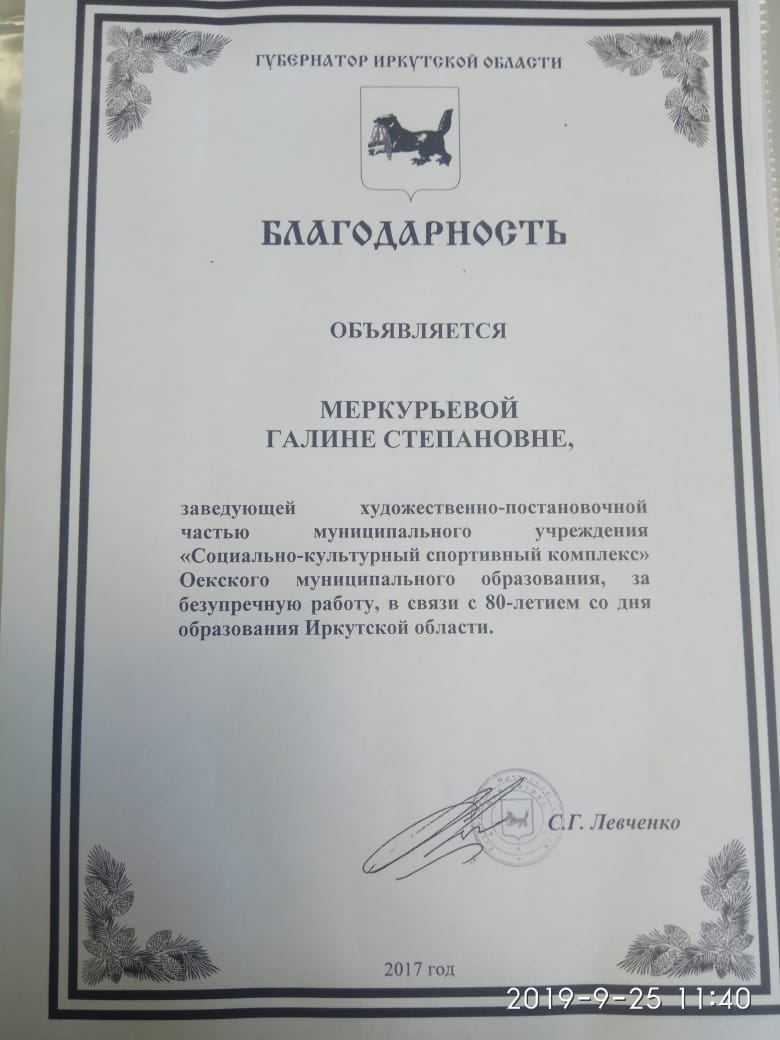 ГУБЕРНАТОР ИРКУТСКОЙ ОБЛАСТИ
БЛАГОДАРНОСТЬ
ОБЪЯВЛЯЕТСЯ
МЕРКУРЬЕВОЙ
ГАЛИНЕ СТЕПАНОВНЕ,
заведующей художественно-постановочной
частью муниципального учреждения
«Социально-культурный спортивный комплекс»
Оекского муниципального образования, за
безупречную работу, в связи с 80-летием со дня
образования Иркутской области.
С.Г. Левченко
2017 год
2019-9-25 11:40